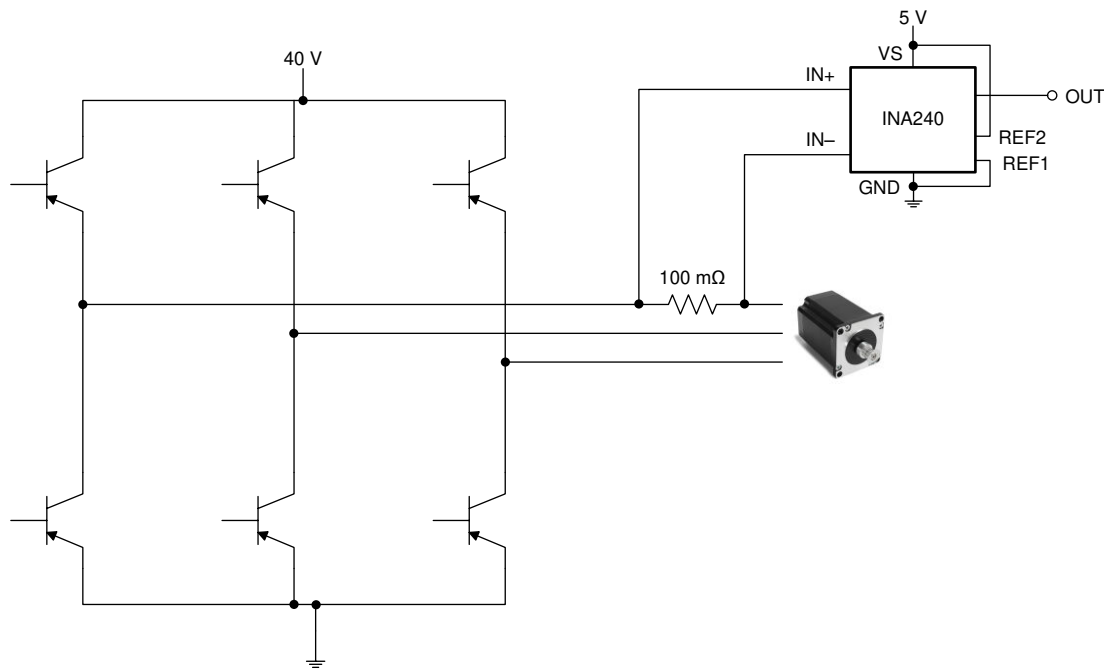 5 V
40 V
VS
IN+
INA240
OUT
IN–
REF2
REF1
GND
100 mΩ